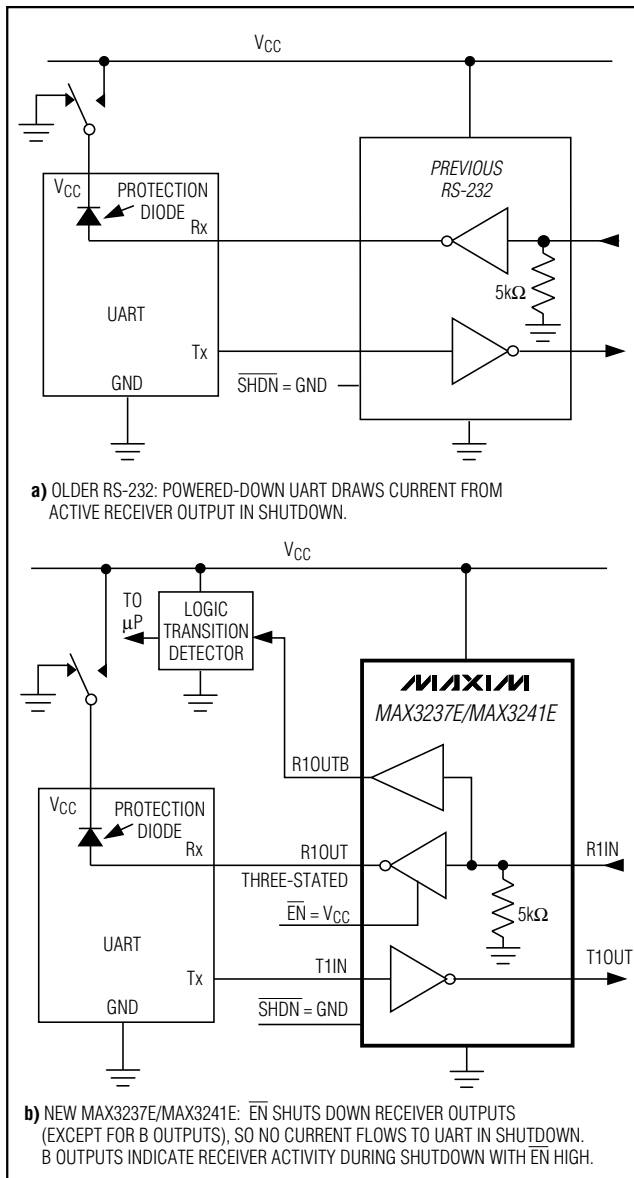 VCC
PREVIOUS
RS-232
VCC
PROTECTION
DIODE
Rx
5kΩ
UART
Tx
GND
SHDN = GND
a) OLDER RS-232: POWERED-DOWN UART DRAWS CURRENT FROM
ACTIVE RECEIVER OUTPUT IN SHUTDOWN.
VCC
TO
µP
LOGIC
TRANSITION
DETECTOR
MAXIM
MAX3237E/MAX3241E
R1OUTB
VCC
PROTECTION
DIODE
Rx
R1OUT
R1IN
THREE-STATED
EN = VCC
5kΩ
UART
Tx
T1IN
T1OUT
GND
SHDN = GND
b) NEW MAX3237E/MAX3241E: EN SHUTS DOWN RECEIVER OUTPUTS
(EXCEPT FOR B OUTPUTS), SO NO CURRENT FLOWS TO UART IN SHUTDOWN.
B OUTPUTS INDICATE RECEIVER ACTIVITY DURING SHUTDOWN WITH EN HIGH.